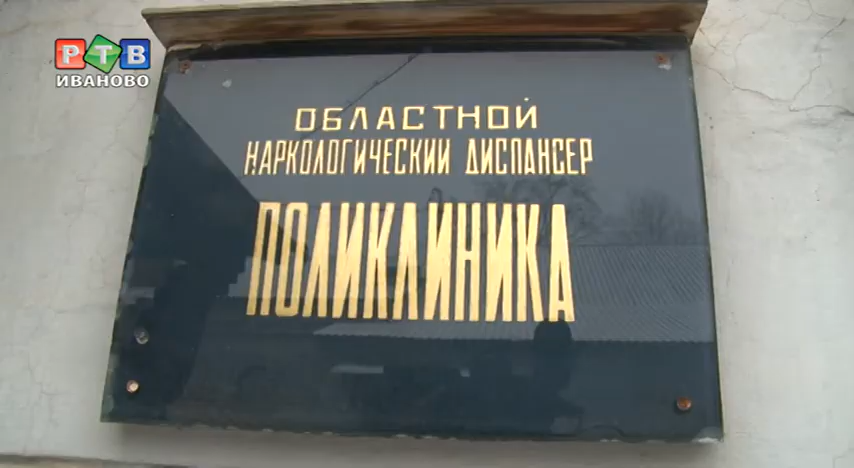 РТВ
ИВАНОВО
ОБЛАСТНОЙ
НАРКОЛОГИЧЕСКИЙ ДИСПАНСЕР
ПОЛИКЛИНИКА